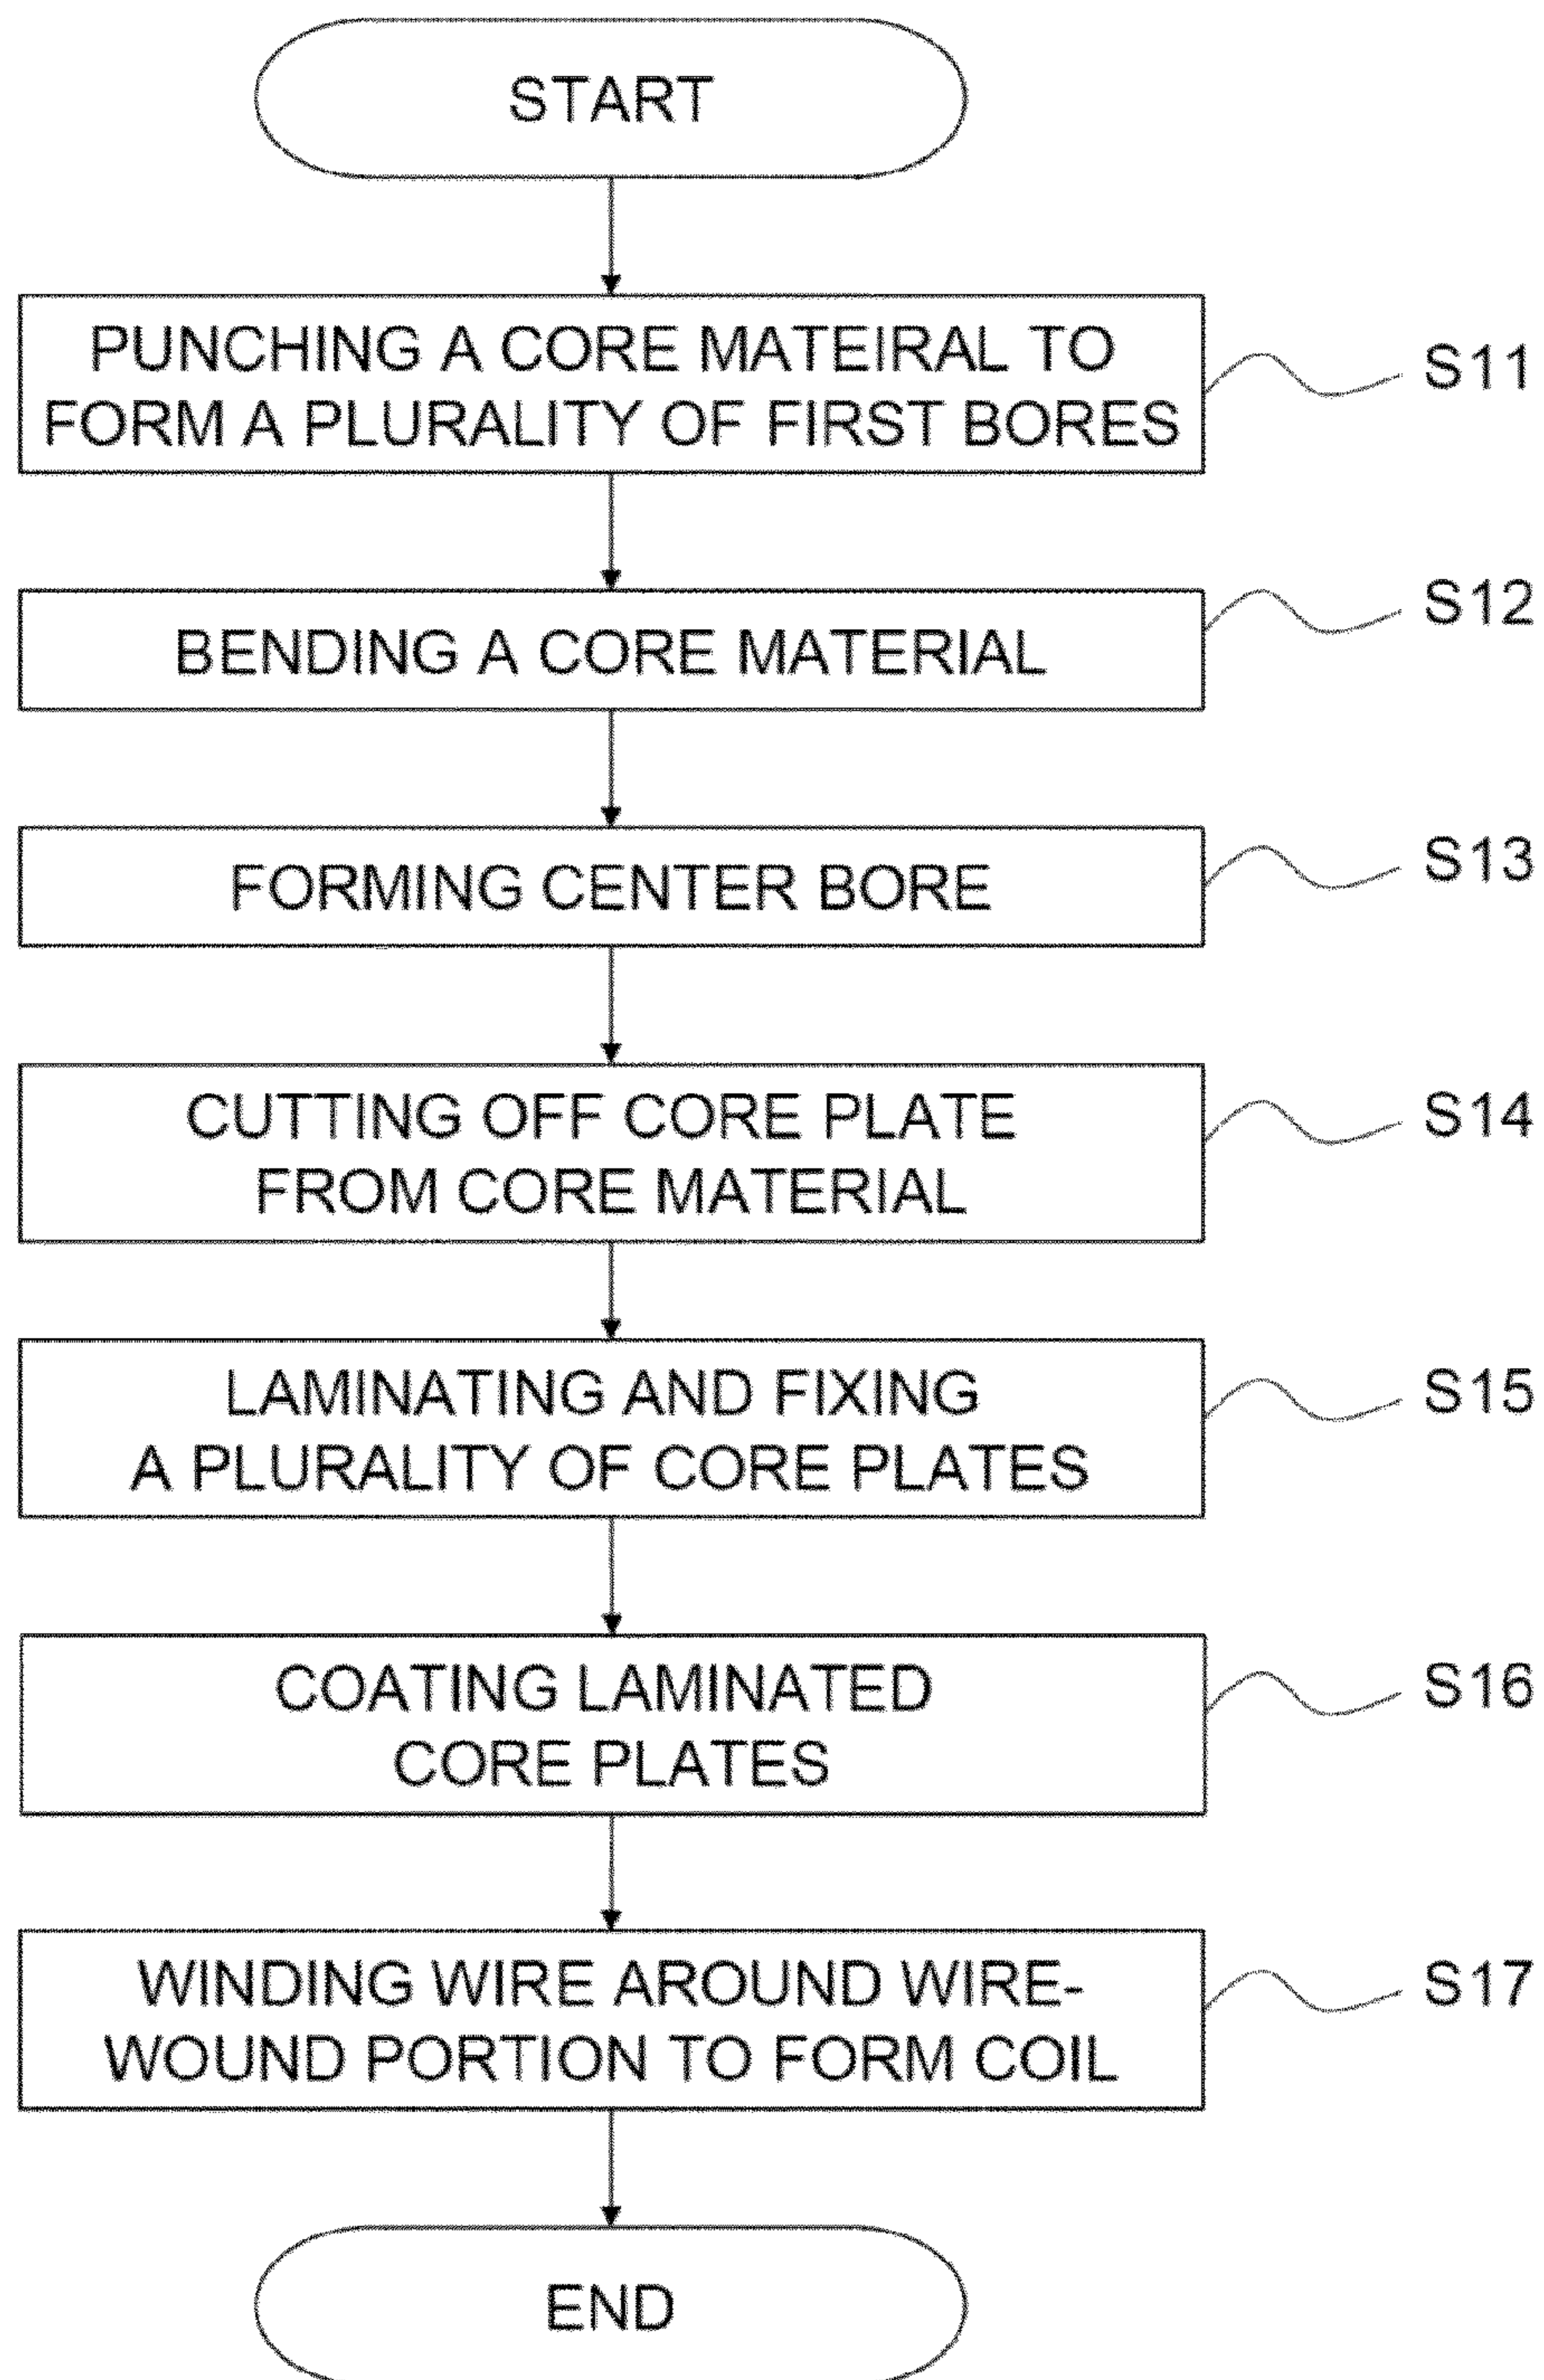 START
PUNCHING A CORE MATEIRAL TO
FORM A PLURALITY OF FIRST BORES
S11
BENDING A CORE MATERIAL
S12
FORMING CENTER BORE
S13
CUTTING OFF CORE PLATE
FROM CORE MATERIAL
S14
LAMINATING AND FIXING
A PLURALITY OF CORE PLATES
S15
COATING LAMINATED
CORE PLATES
S16
WINDING WIRE AROUND WIRE-
WOUND PORTION TO FORM COIL
S17
END